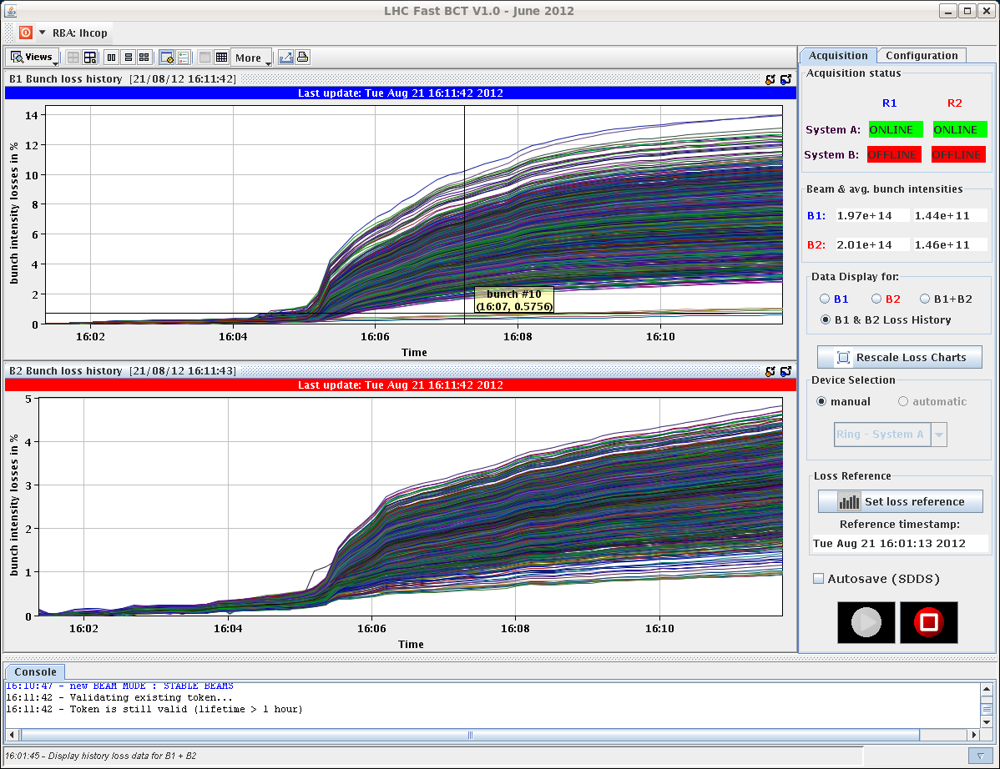 LHC Fast BCT V1.0 - June 2012
RBA: lhcop
Views
More
B1 Bunch loss history [21/08/12 16:11:42]
Last update: Tue Aug 21 16:11:42 2012
bunch intensity losses in %
14
12
10
8
6
4
2
0
bunch #10
(16:07, 0.5756)
16:02 16:04 16:06 16:08 16:10
Time
B2 Bunch loss history [21/08/12 16:11:43]
Last update: Tue Aug 21 16:11:42 2012
bunch intensity losses in %
5
4
3
2
1
0
16:02 16:04 16:06 16:08 16:10
Time
Acquisition Configuration
Acquisition status
R1 R2
System A: ONLINE ONLINE
System B: OFFLINE OFFLINE
Beam & avg. bunch intensities
B1: 1.97e+14 1.44e+11
B2: 2.01e+14 1.46e+11
Data Display for:
B1 B2 B1+B2
B1 & B2 Loss History
Rescale Loss Charts
Device Selection
manual automatic
Ring - System A
Loss Reference
Set loss reference
Reference timestamp:
Tue Aug 21 16:01:13 2012
Autosave (SDDS)
Console
16:10:47 - new BEAM MODE : STABLE BEAMS
16:11:42 - Validating existing token...
16:11:42 - Token is still valid (lifetime > 1 hour)
16:01:45 - Display history loss data for B1 + B2